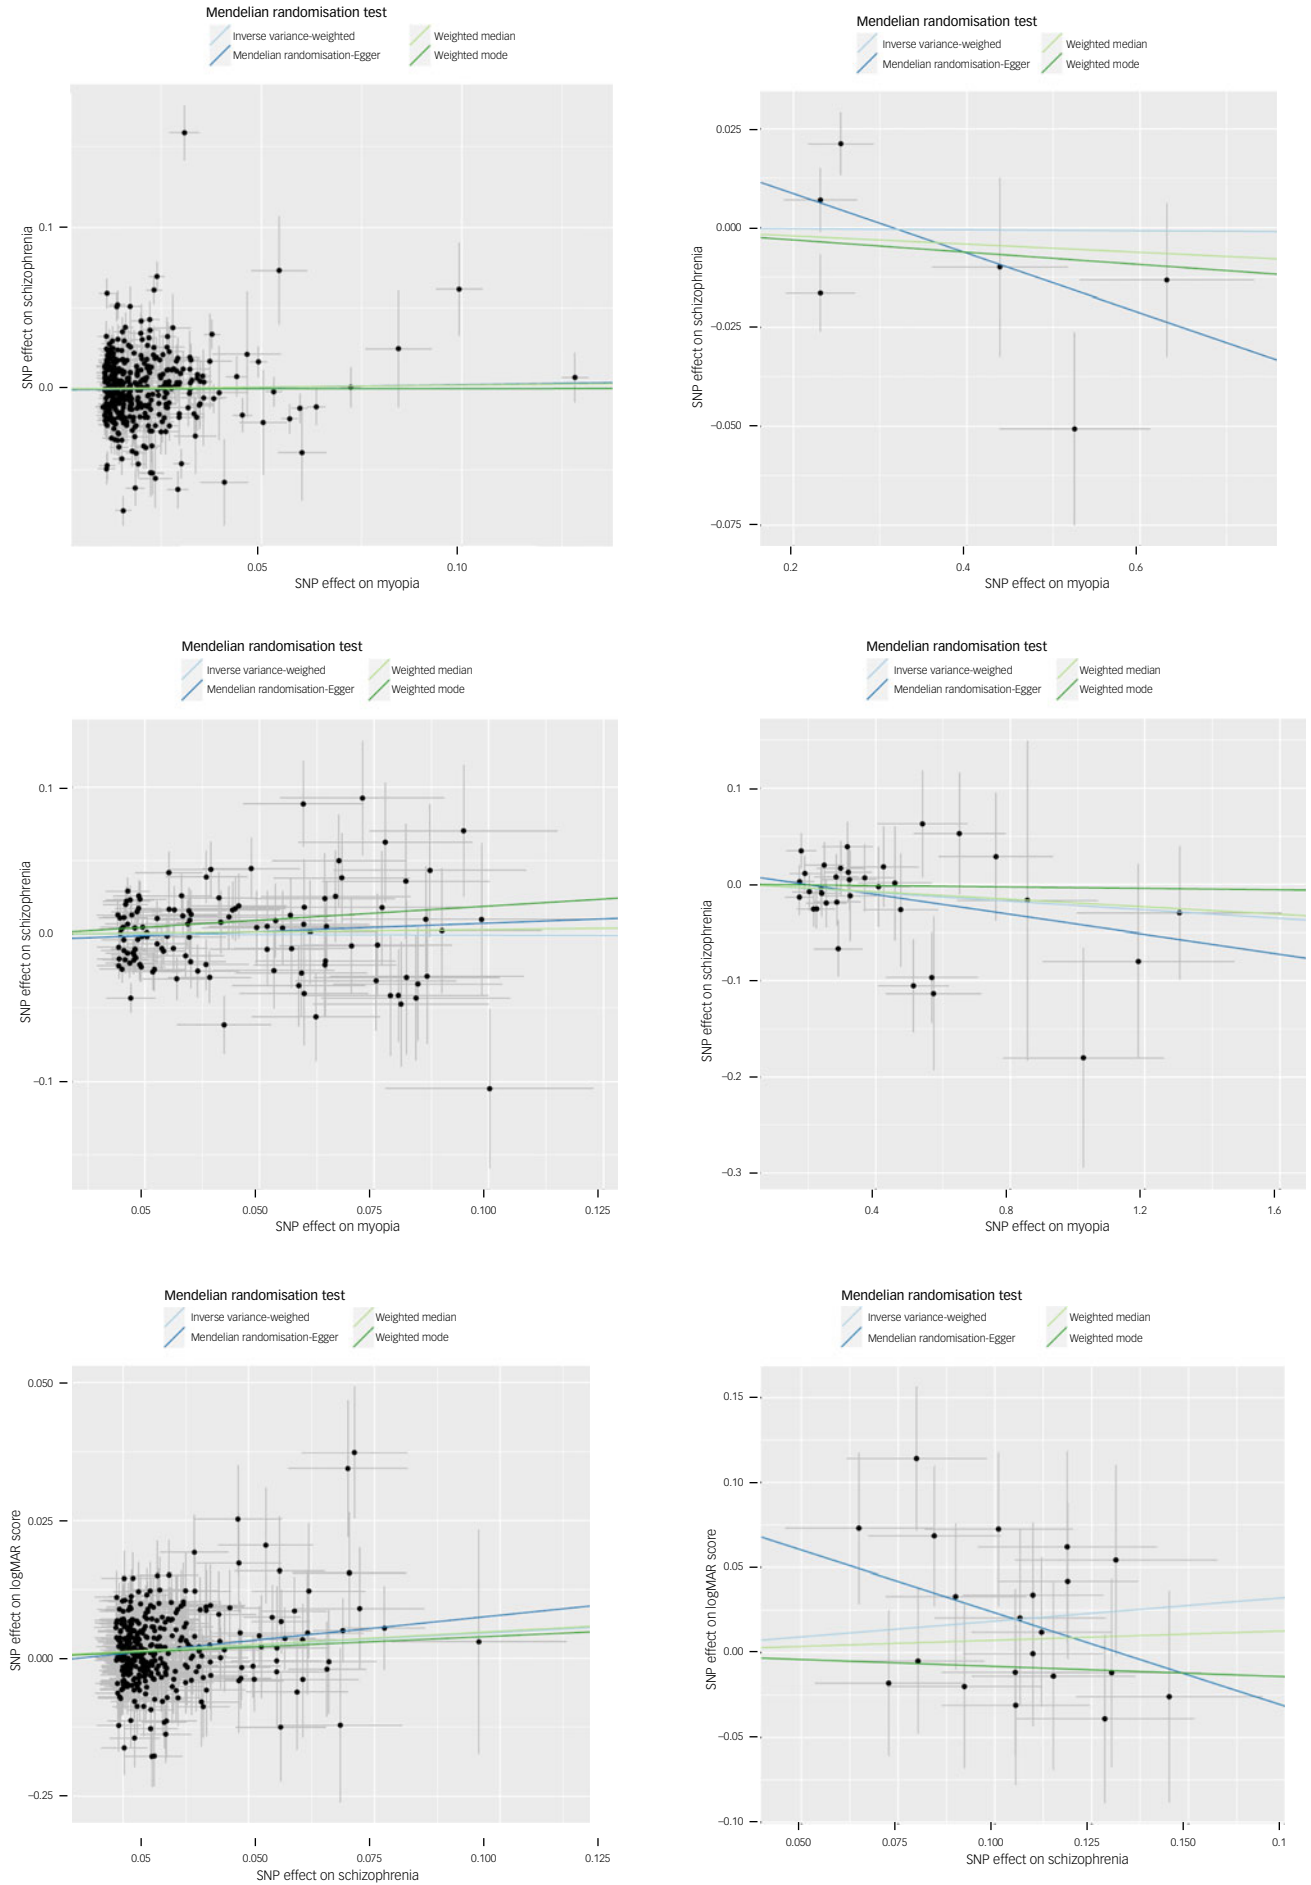 Mendelian randomisation test
Inverse variance-weighted
Weighted median
Mendelian randomisation-Egger
Weighted mode
0.1
0.0
SNP effect on schizophrenia
0.05
0.10
SNP effect on myopia
Mendelian randomisation test
Inverse variance-weighed
Weighted median
Mendelian randomisation-Egger
Weighted mode
0.025
0.000
−0.025
−0.050
−0.075
SNP effect on schizophrenia
0.2
0.4
0.6
SNP effect on myopia
Mendelian randomisation test
Inverse variance-weighed
Weighted median
Mendelian randomisation-Egger
Weighted mode
0.1
0.0
−0.1
SNP effect on schizophrenia
0.05
0.050
0.075
0.100
0.125
SNP effect on myopia
Mendelian randomisation test
Inverse variance-weighed
Weighted median
Mendelian randomisation-Egger
Weighted mode
0.1
0.0
−0.1
−0.2
−0.3
SNP effect on schizophrenia
0.4
0.8
1.2
1.6
SNP effect on myopia
Mendelian randomisation test
Inverse variance-weighed
Weighted median
Mendelian randomisation-Egger
Weighted mode
0.050
0.025
0.000
−0.25
SNP effect on logMAR score
0.05
0.050
0.075
0.100
0.125
SNP effect on schizophrenia
Mendelian randomisation test
Inverse variance-weighed
Weighted median
Mendelian randomisation-Egger
Weighted mode
0.15
0.10
0.05
0.00
−0.05
−0.10
SNP effect on logMAR score
0.050
0.075
0.100
0.125
0.150
0.1
SNP effect on schizophrenia